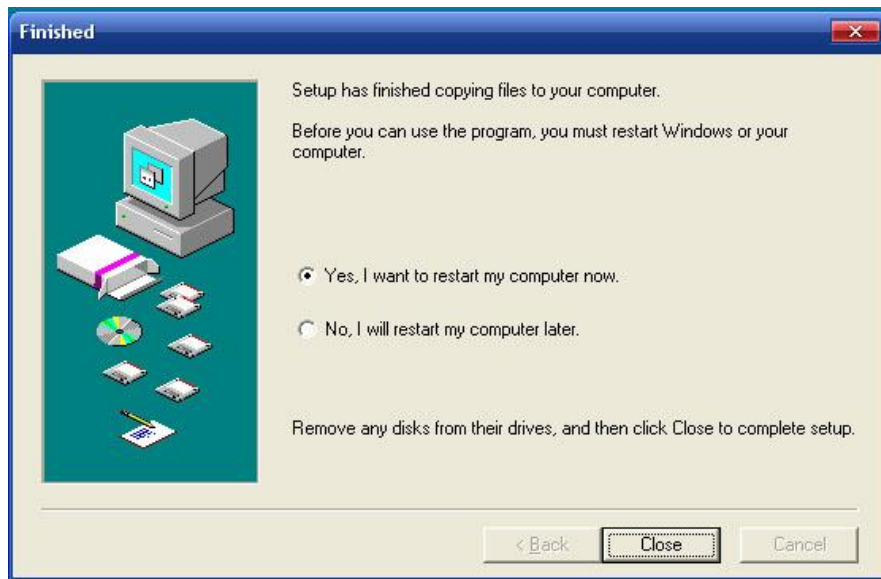 Finished
Setup has finished copying files to your computer.
Before you can use the program, you must restart Windows or your
computer.
Yes, I want to restart my computer now.
No, I will restart my computer later.
Remove any disks from their drives, and then click Close to complete setup.
< Back
Close
Cancel